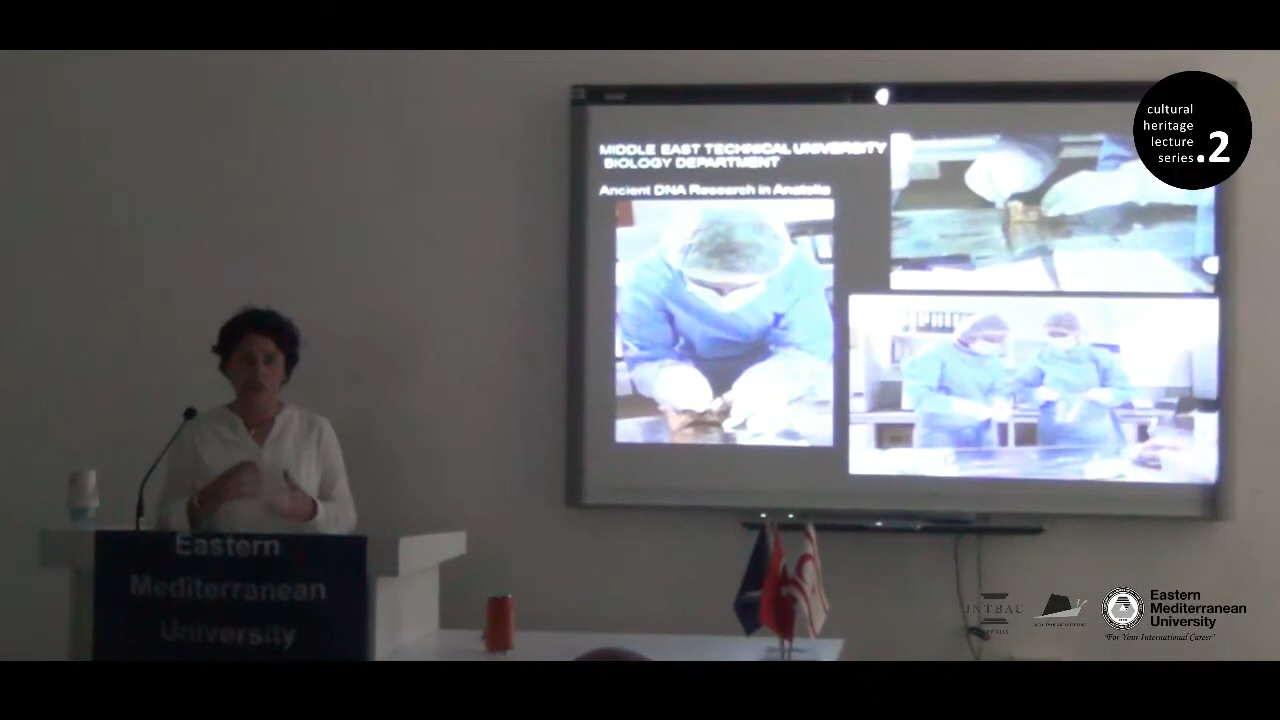 cultural
heritage
lecture
series.2
MIDDLE EAST TECHNICAL UNIVERSITY
BIOLOGY DEPARTMENT
Ancient DNA Research in Anatolia
Eastern
Mediterranean
University
INTBAU
CYPRUS
Eastern
Mediterranean
University
"For Your International Career"